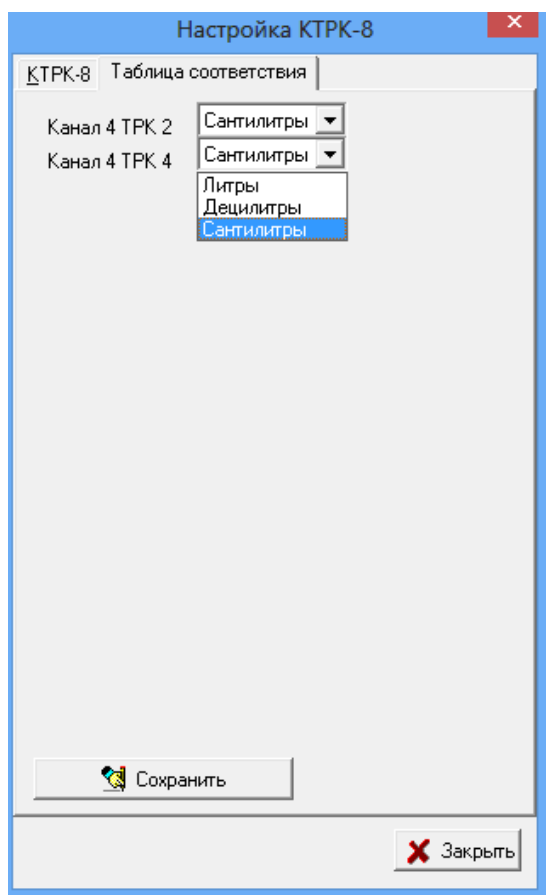 Настройка КТРК-8
КТРК-8 Таблица соответствия
Канал 4 ТРК 2 Сантилитры
Канал 4 ТРК 4 Сантилитры
Литры
Децилитры
Сантилитры
Сохранить
Закрыть